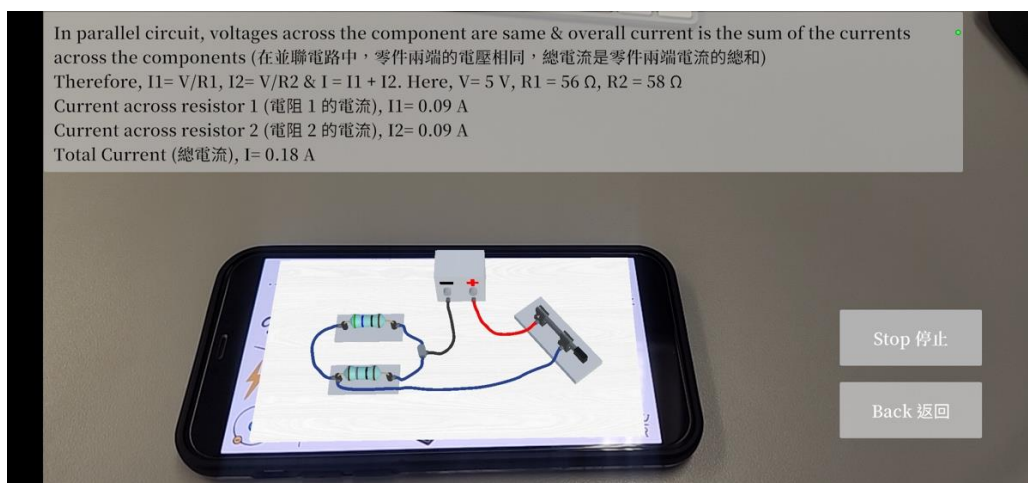 In parallel circuit, voltages across the component are same & overall current is the sum of the currents
across the components (在並聯電路中，零件兩端的電壓相同，總電流是零件兩端電流的總和)
Therefore, I1= V/R1, I2= V/R2 & I = I1 + I2. Here, V= 5 V, R1 = 56 Ω, R2 = 58 Ω
Current across resistor 1 (電阻 1 的電流), I1= 0.09 A
Current across resistor 2 (電阻 2 的電流), I2= 0.09 A
Total Current (總電流), I= 0.18 A
- +
Stop 停止
Back 返回